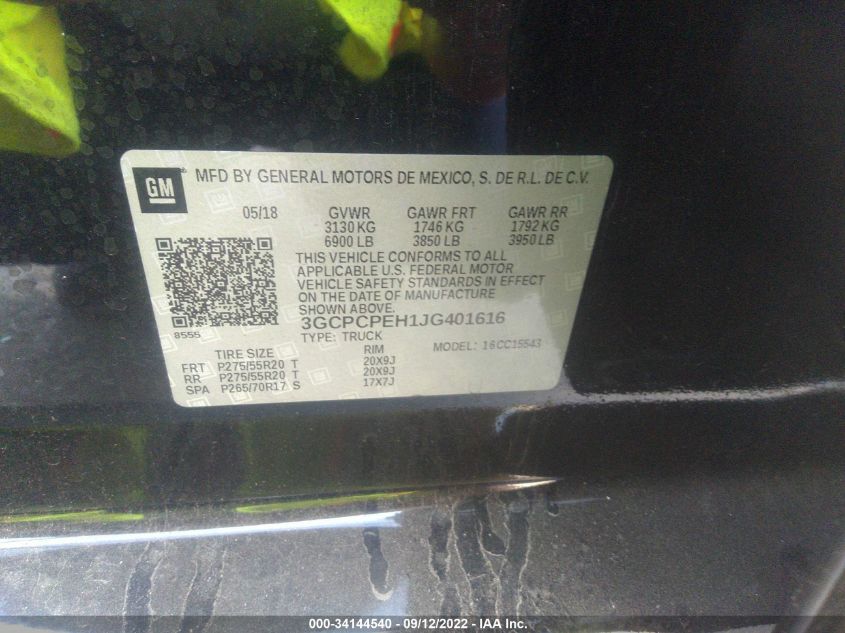 GM
MFD BY GENERAL MOTORS DE MEXICO, S. DE R.L. DE C.V.
05/18 GVWR GAWR FRT GAWR RR
3130 KG 1746 KG 1792 KG
6900 LB 3850 LB 3950 LB
THIS VEHICLE CONFORMS TO ALL
APPLICABLE U.S. FEDERAL MOTOR
VEHICLE SAFETY STANDARDS IN EFFECT
ON THE DATE OF MANUFACTURE
SHOWN ABOVE.
8555
3GCPCPEH1JG401616
TYPE: TRUCK MODEL: 16CC15543
TIRE SIZE RIM
FRT P275/55R20 T 20X9J
RR P275/55R20 T 20X9J
SPA P265/70R17 S 17X7J
000-34144540 - 09/12/2022 - IAA Inc.